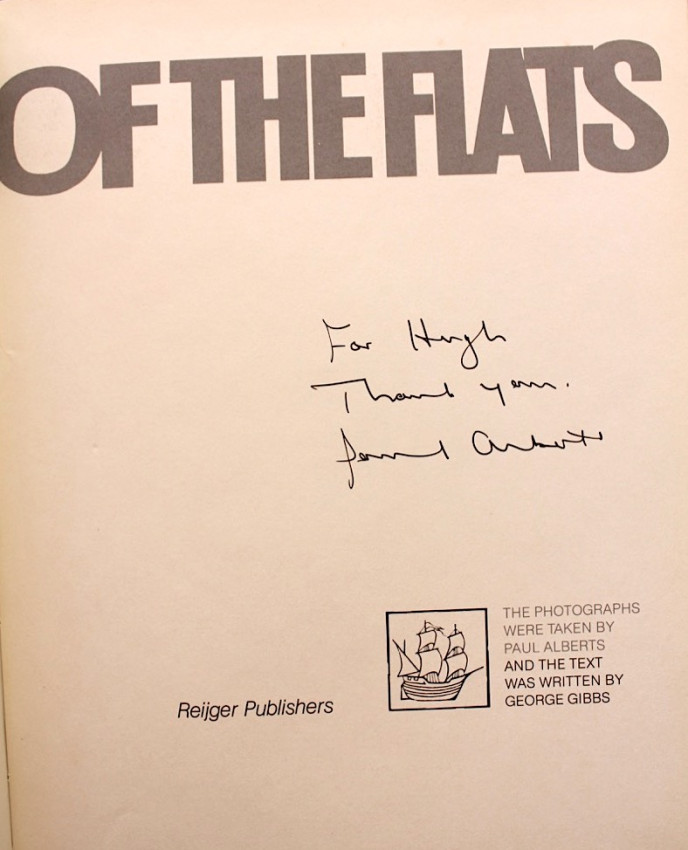 OF THE FLATS
For Hugh
Thank you.
Paul Alberts
THE PHOTOGRAPHS
WERE TAKEN BY
PAUL ALBERTS
AND THE TEXT
WAS WRITTEN BY
GEORGE GIBBS
Reijger Publishers